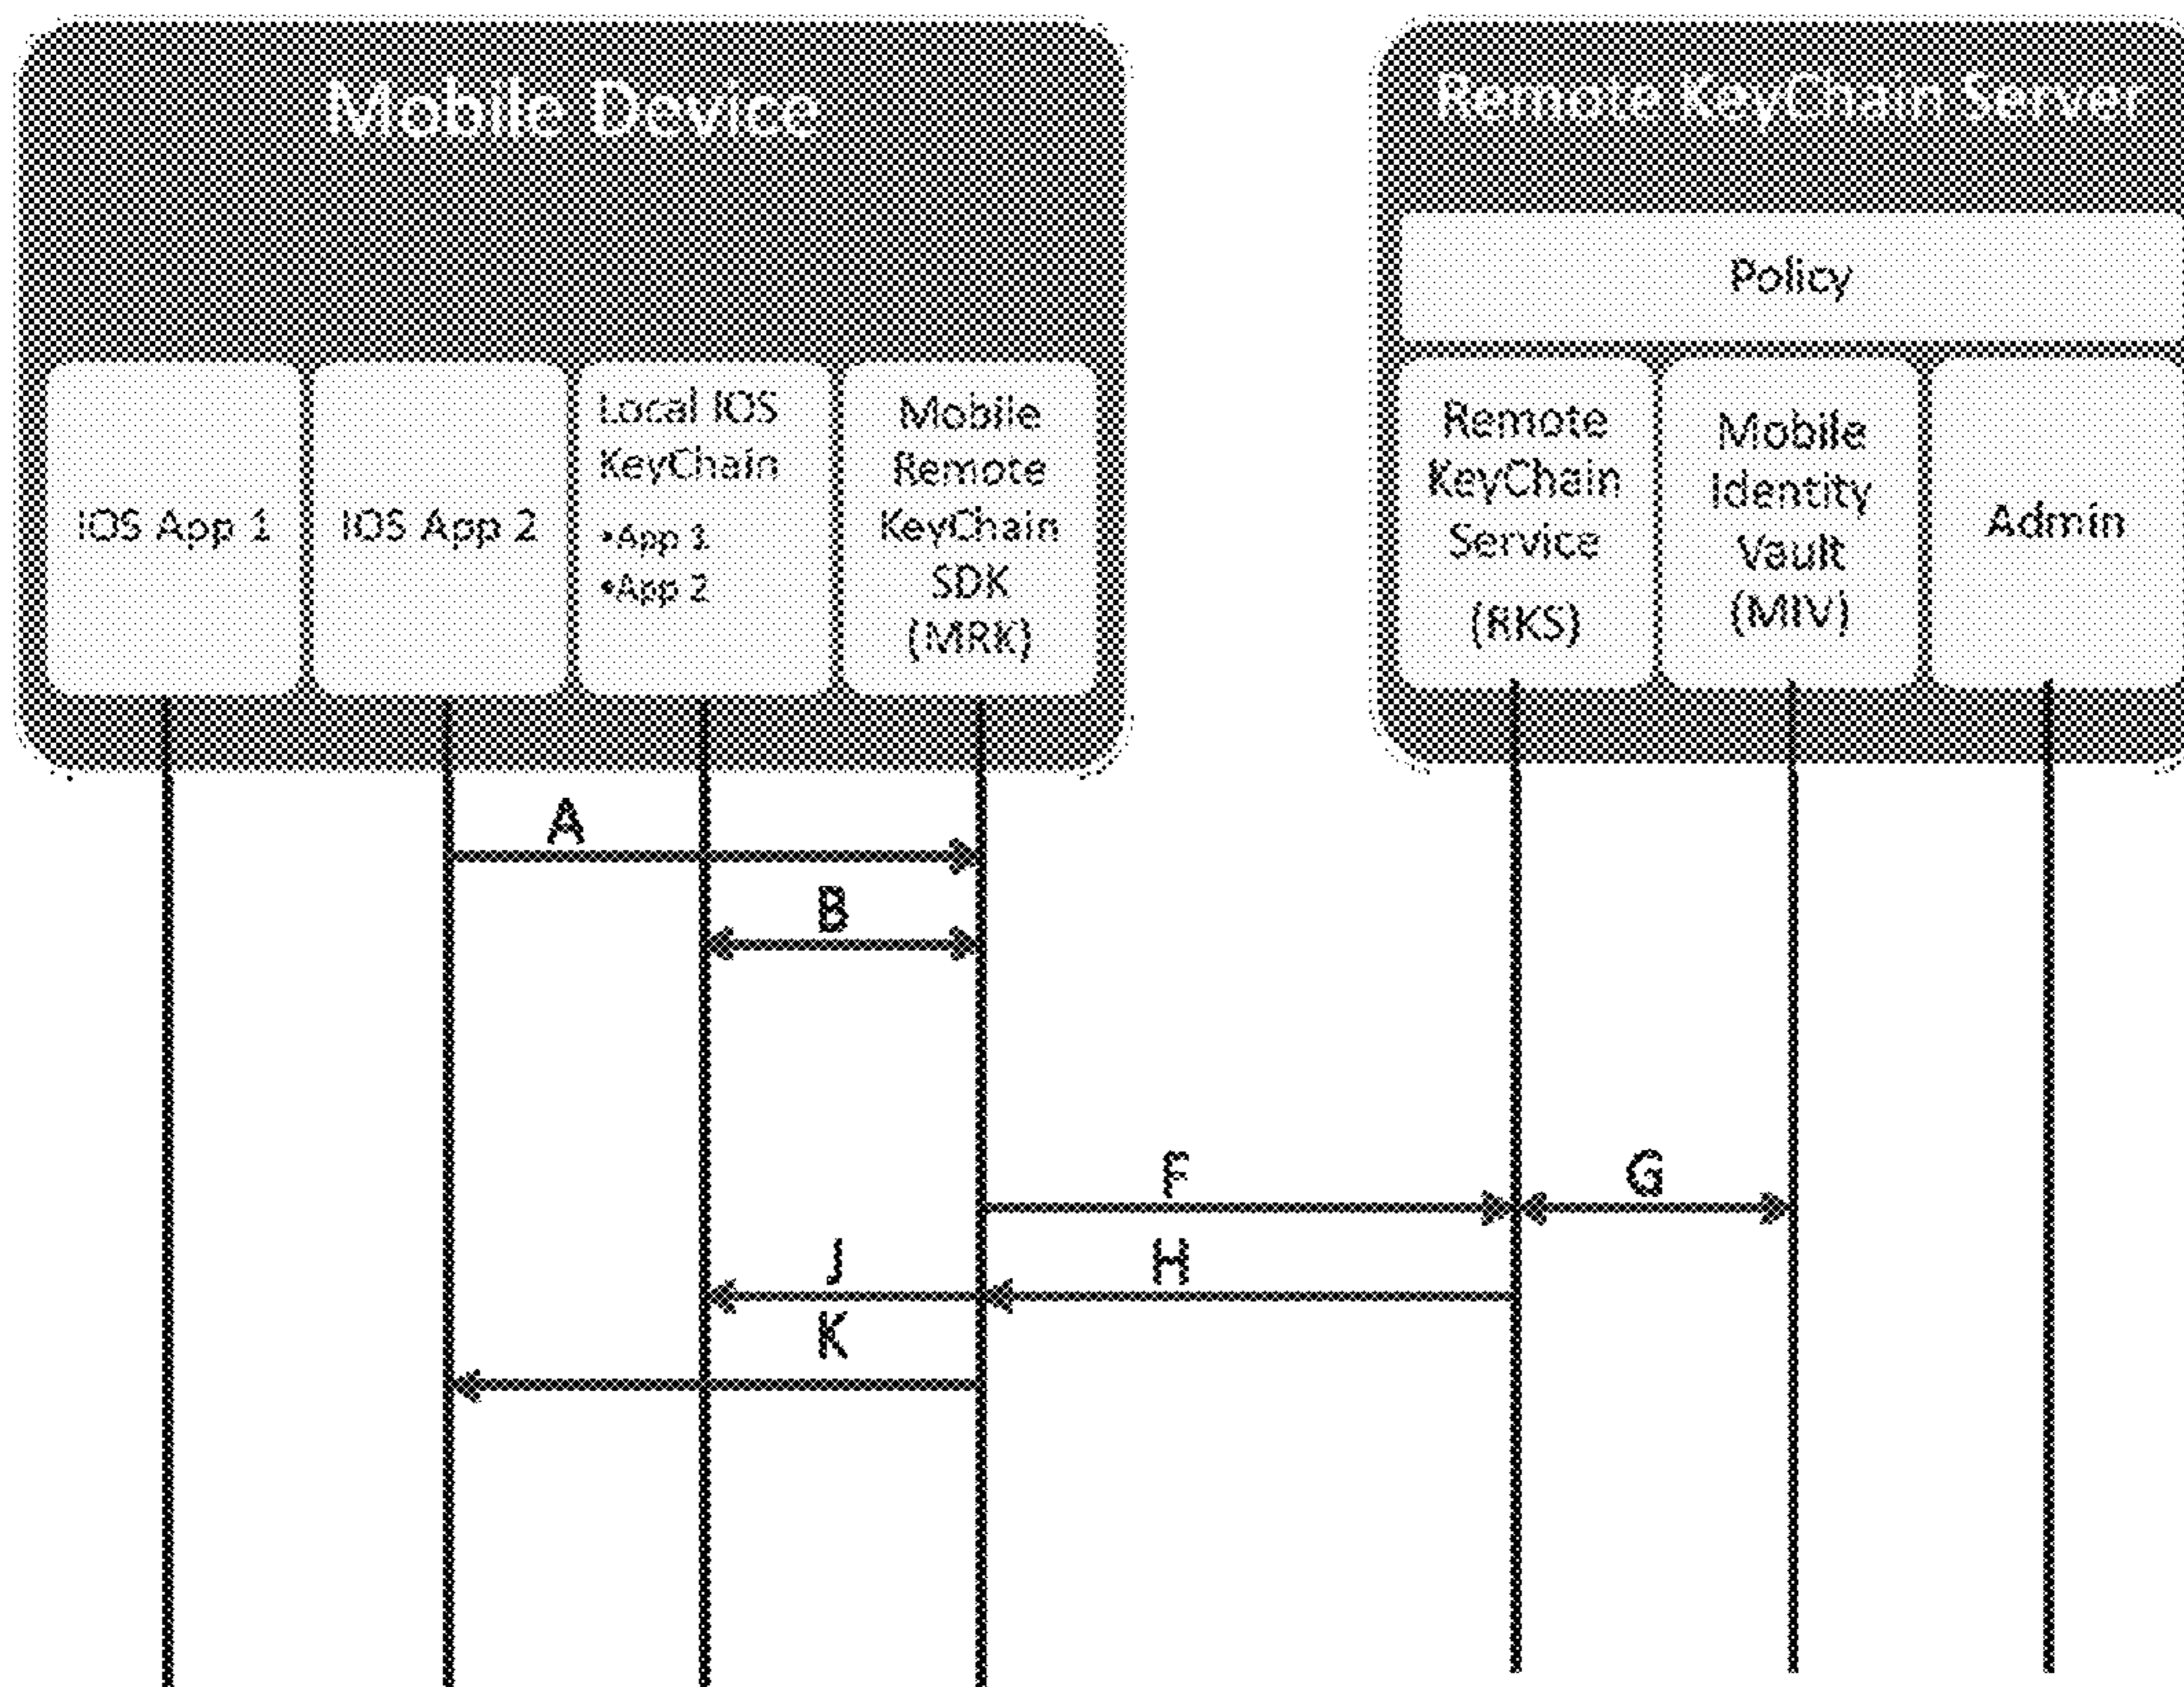 Mobile Device
IOS App 1
IOS App 2
Local IOS
KeyChain
•App 1
•App 2
Mobile
Remote
KeyChain
SDK
(MRK)
Remote KeyChain Server
Policy
Remote
KeyChain
Service
(RKS)
Mobile
Identity
Vault
(MIV)
Admin
A
B
F
G
J
H
K